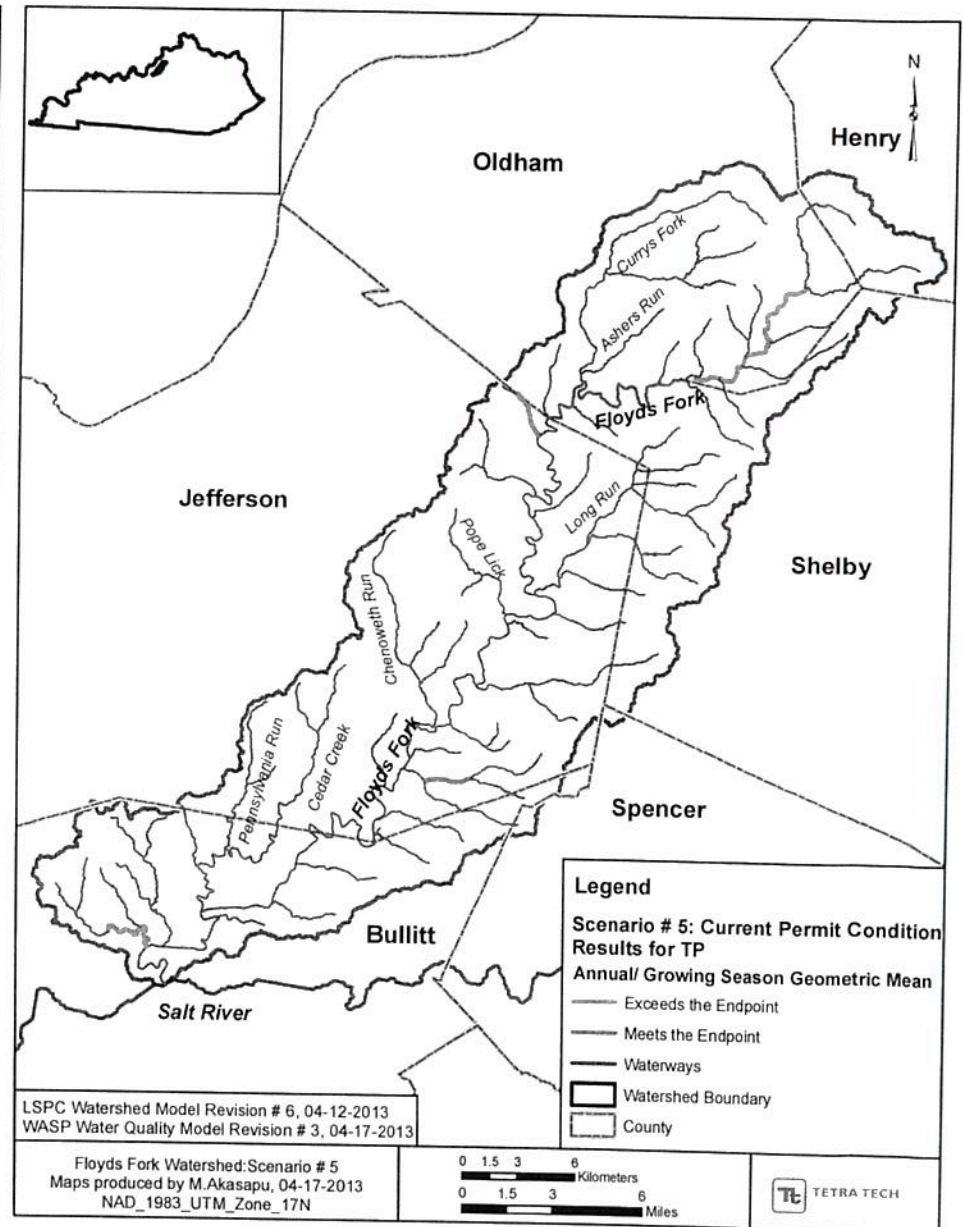 N
Henry
Oldham
Currys Fork
Ashers Run
Floyds Fork
Jefferson
Long Run
Pope Lick
Shelby
Chenoweth Run
Floyds Fork
Pennsylvania Run
Cedar Creek
Spencer
Bullitt
Salt River
Legend
Scenario # 5: Current Permit Condition
Results for TP
Annual/ Growing Season Geometric Mean
Exceeds the Endpoint
Meets the Endpoint
Waterways
Watershed Boundary
County
LSPC Watershed Model Revision # 6, 04-12-2013
WASP Water Quality Model Revision # 3, 04-17-2013
Floyds Fork Watershed:Scenario # 5
Maps produced by M.Akasapu, 04-17-2013
NAD_1983_UTM_Zone_17N
0 1.5 3 6
Kilometers
0 1.5 3 6
Miles
Tt TETRA TECH